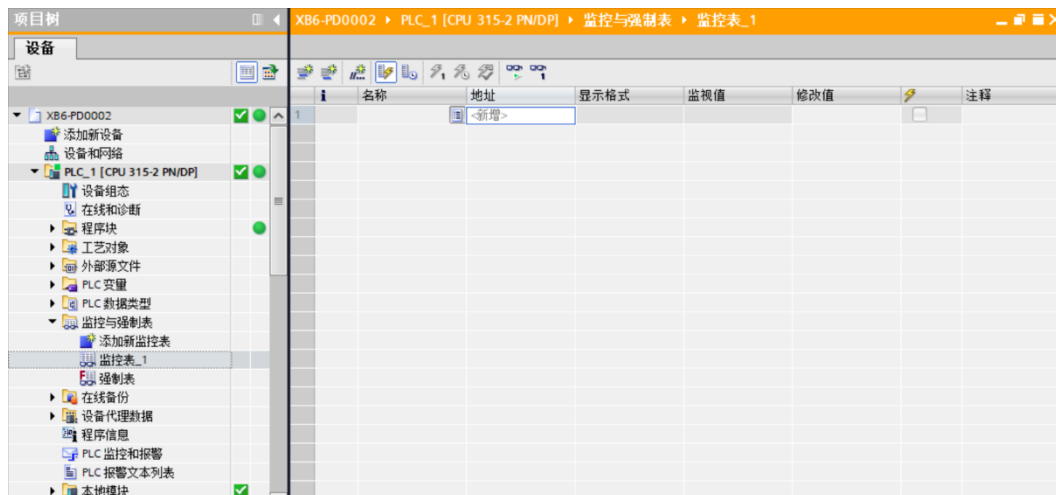 项目树
XB6-PD0002 ▸ PLC_1 [CPU 315-2 PN/DP] ▸ 监控与强制表 ▸ 监控表_1
设备
i 名称 地址 显示格式 监视值 修改值 注释
1 <新增>
XB6-PD0002
添加新设备
设备和网络
PLC_1 [CPU 315-2 PN/DP]
设备组态
在线和诊断
程序块
工艺对象
外部源文件
PLC 变量
PLC 数据类型
监控与强制表
添加新监控表
监控表_1
强制表
在线备份
设备代理数据
程序信息
PLC 监控和报警
PLC 报警文本列表
本地模块